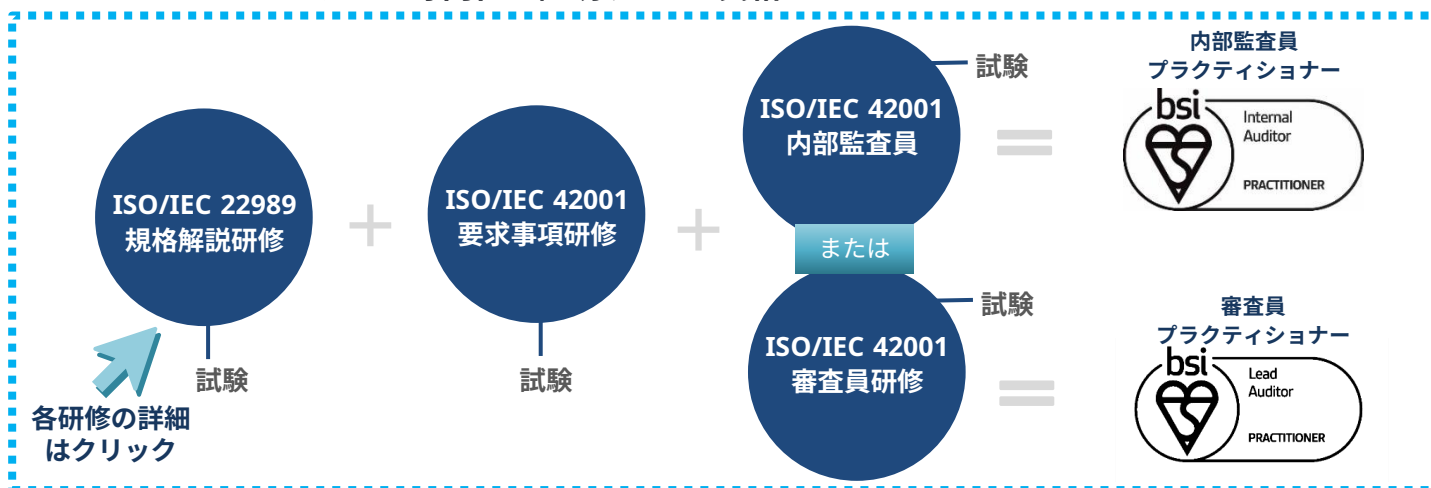 ISO/IEC 22989
規格解説研修
試験
各研修の詳細
はクリック
+
ISO/IEC 42001
要求事項研修
試験
+
ISO/IEC 42001
内部監査員
試験
または
ISO/IEC 42001
審査員研修
試験
=
内部監査員
プラクティショナー
bsi
Internal
Auditor
PRACTITIONER
=
審査員
プラクティショナー
bsi
Lead
Auditor
PRACTITIONER